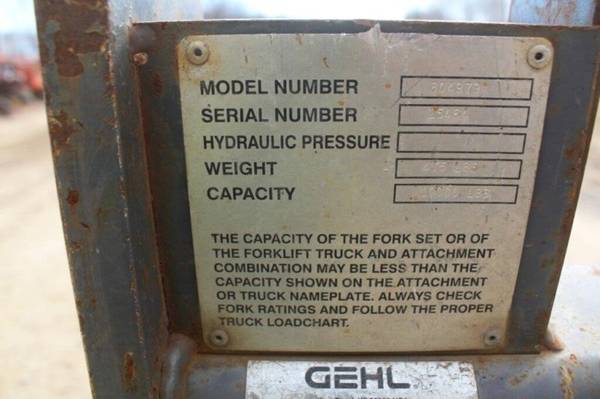 MODEL NUMBER
SERIAL NUMBER
HYDRAULIC PRESSURE
WEIGHT LBS
CAPACITY LBS
THE CAPACITY OF THE FORK SET OR OF
THE FORKLIFT TRUCK AND ATTACHMENT
COMBINATION MAY BE LESS THAN THE
CAPACITY SHOWN ON THE ATTACHMENT
OR TRUCK NAMEPLATE. ALWAYS CHECK
FORK RATINGS AND FOLLOW THE PROPER
TRUCK LOADCHART.
GEHL